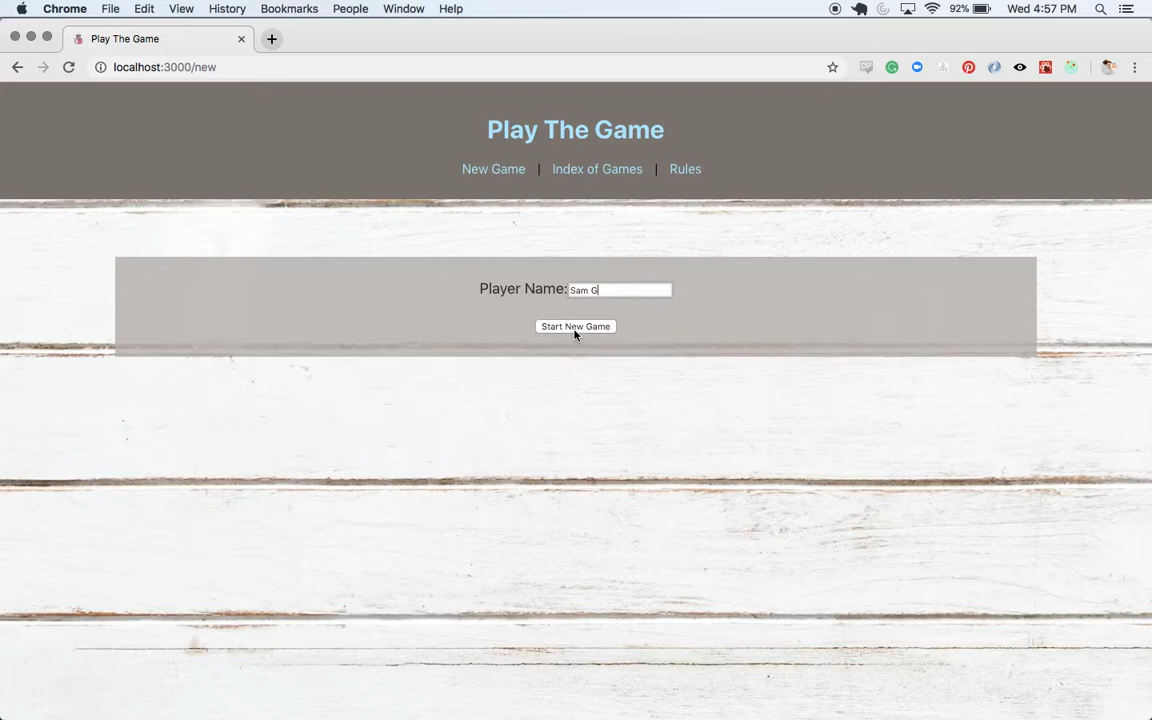 Chrome File Edit View History Bookmarks People Window Help 92% Wed 4:57 PM
Play The Game
localhost:3000/new
Play The Game
New Game | Index of Games | Rules
Player Name: Sam G
Start New Game